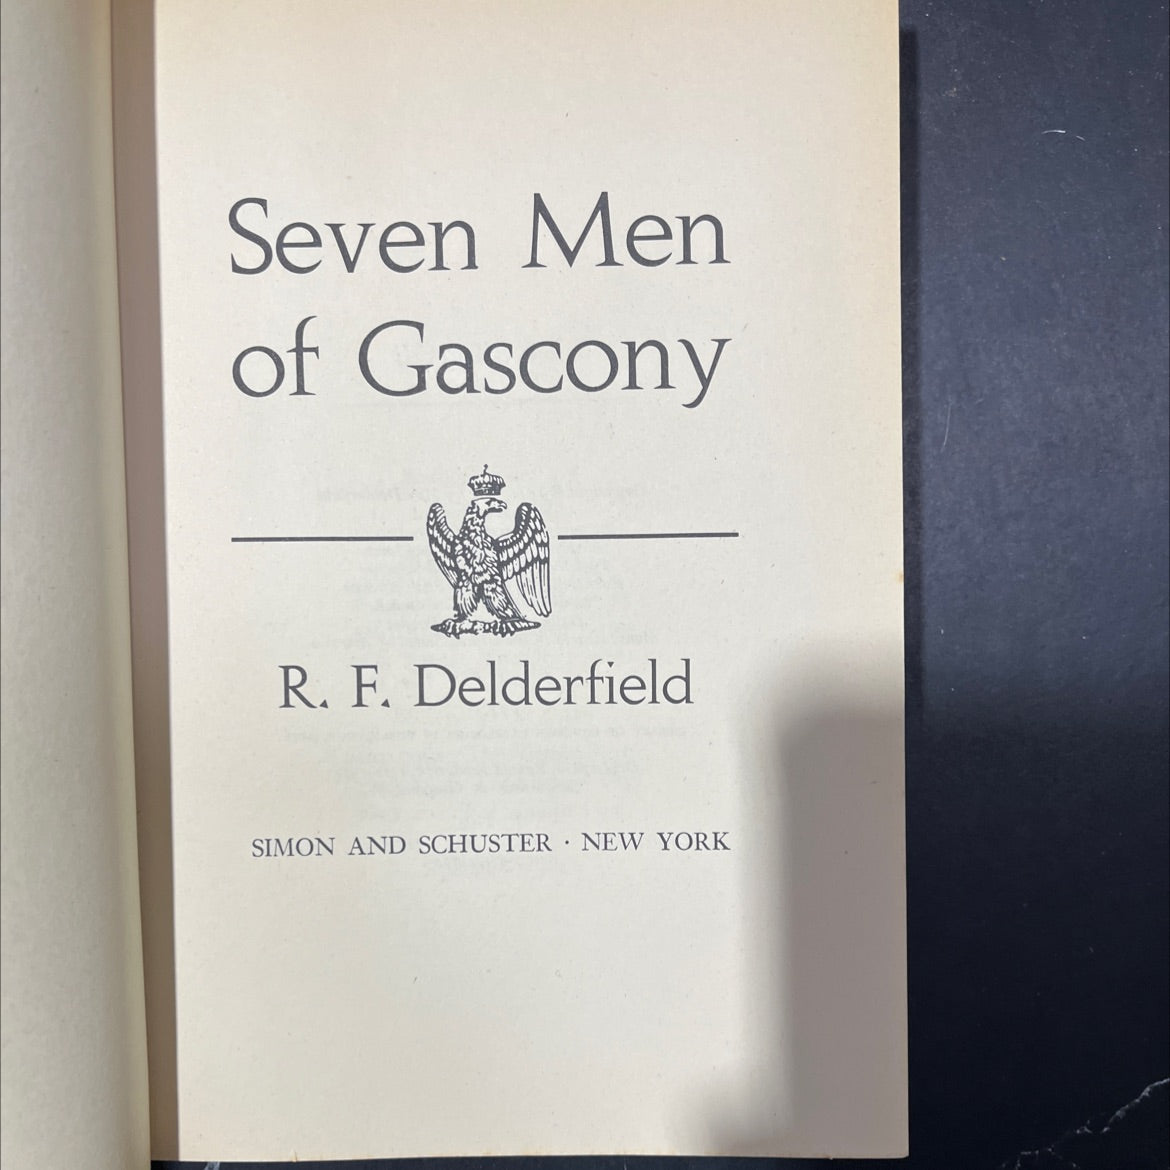 Seven Men
of Gascony
R. F. Delderfield
SIMON AND SCHUSTER · NEW YORK